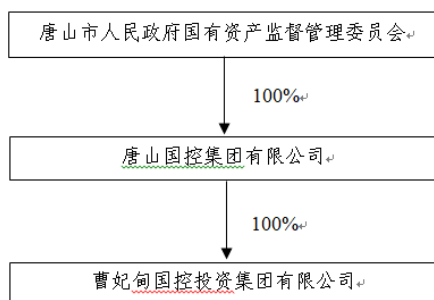 唐山市人民政府国有资产监督管理委员会
100%
唐山国控集团有限公司
100%
曹妃甸国控投资集团有限公司